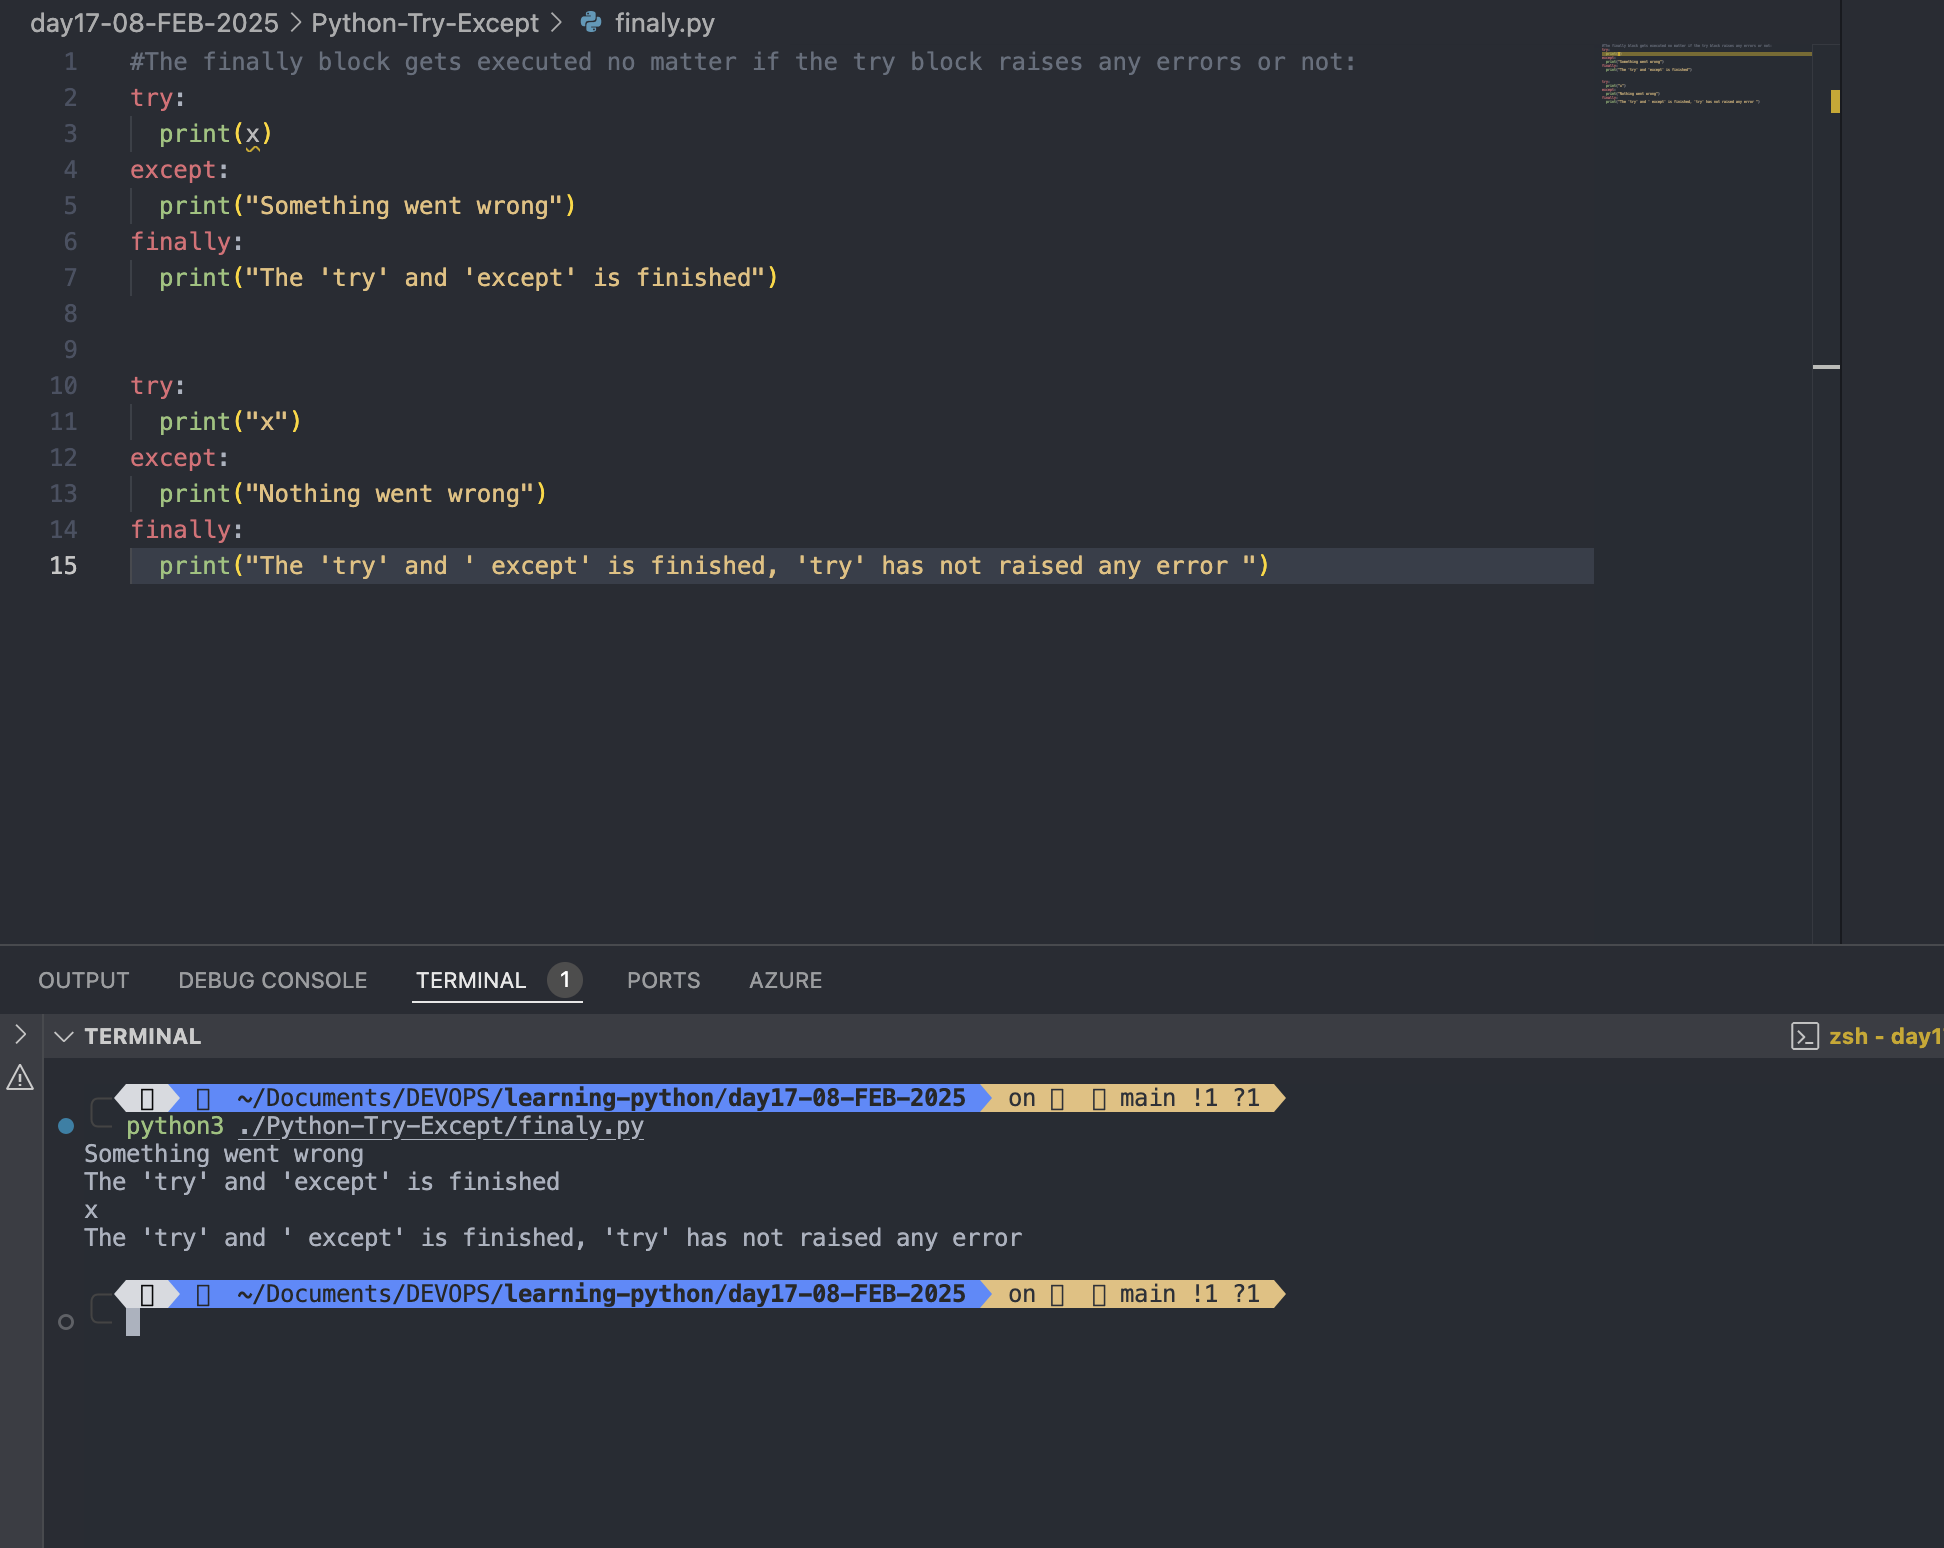 day17-08-FEB-2025 > Python-Try-Except > finaly.py
1 #The finally block gets executed no matter if the try block raises any errors or not:
2 try:
3 print(x)
4 except:
5 print("Something went wrong")
6 finally:
7 print("The 'try' and 'except' is finished")
8
9
10 try:
11 print("x")
12 except:
13 print("Nothing went wrong")
14 finally:
15 print("The 'try' and ' except' is finished, 'try' has not raised any error ")
OUTPUT DEBUG CONSOLE TERMINAL 1 PORTS AZURE
TERMINAL zsh - day1
~/Documents/DEVOPS/learning-python/day17-08-FEB-2025 on main !1 ?1
python3 ./Python-Try-Except/finaly.py
Something went wrong
The 'try' and 'except' is finished
x
The 'try' and ' except' is finished, 'try' has not raised any error
~/Documents/DEVOPS/learning-python/day17-08-FEB-2025 on main !1 ?1